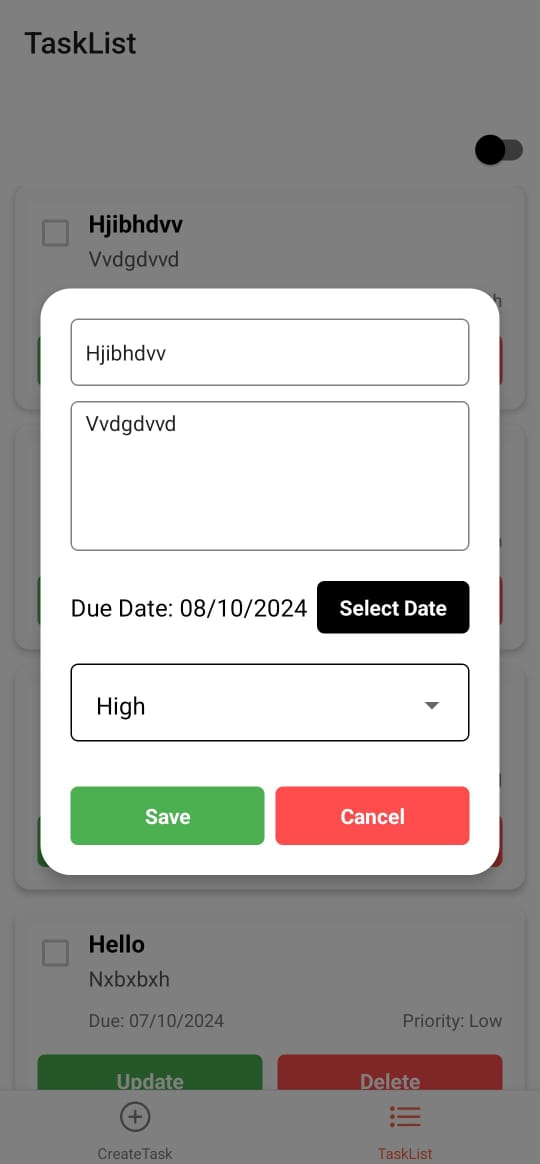 TaskList
Hjibhdvv
Vvdgdvvd
Hjibhdvv
Vvdgdvvd
Due Date: 08/10/2024 Select Date
High
Save Cancel
Hello
Nxbxbxh
Due: 07/10/2024 Priority: Low
Update Delete
CreateTask TaskList